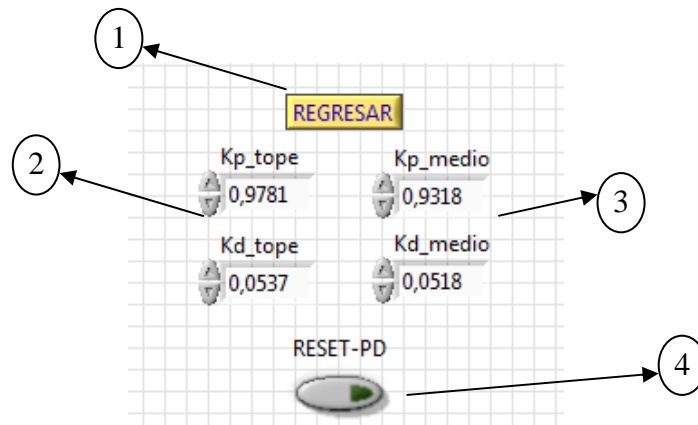 1
REGRESAR
2
Kp_tope
Kp_medio
0,9781
0,9318
3
Kd_tope
Kd_medio
0,0537
0,0518
RESET-PD
4